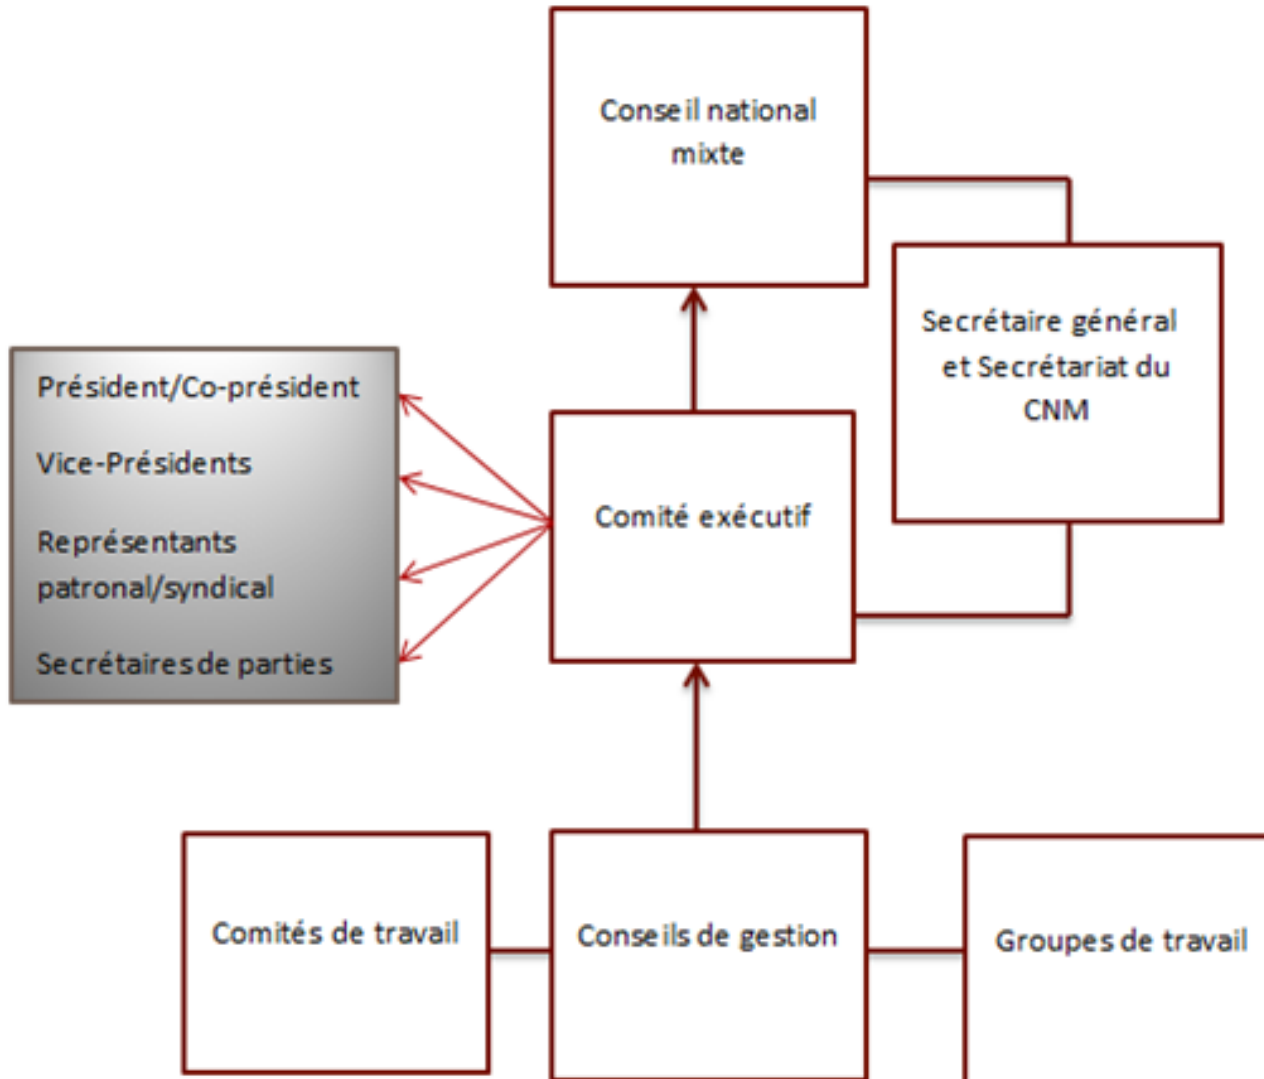 Conseil national
mixte
Secrétaire général
et Secrétariat du
CNM
Président/Co-président
Vice-Présidents
Représentants
patronal/syndical
Secrétaires de parties
Comité exécutif
Comités de travail
Conseils de gestion
Groupes de travail